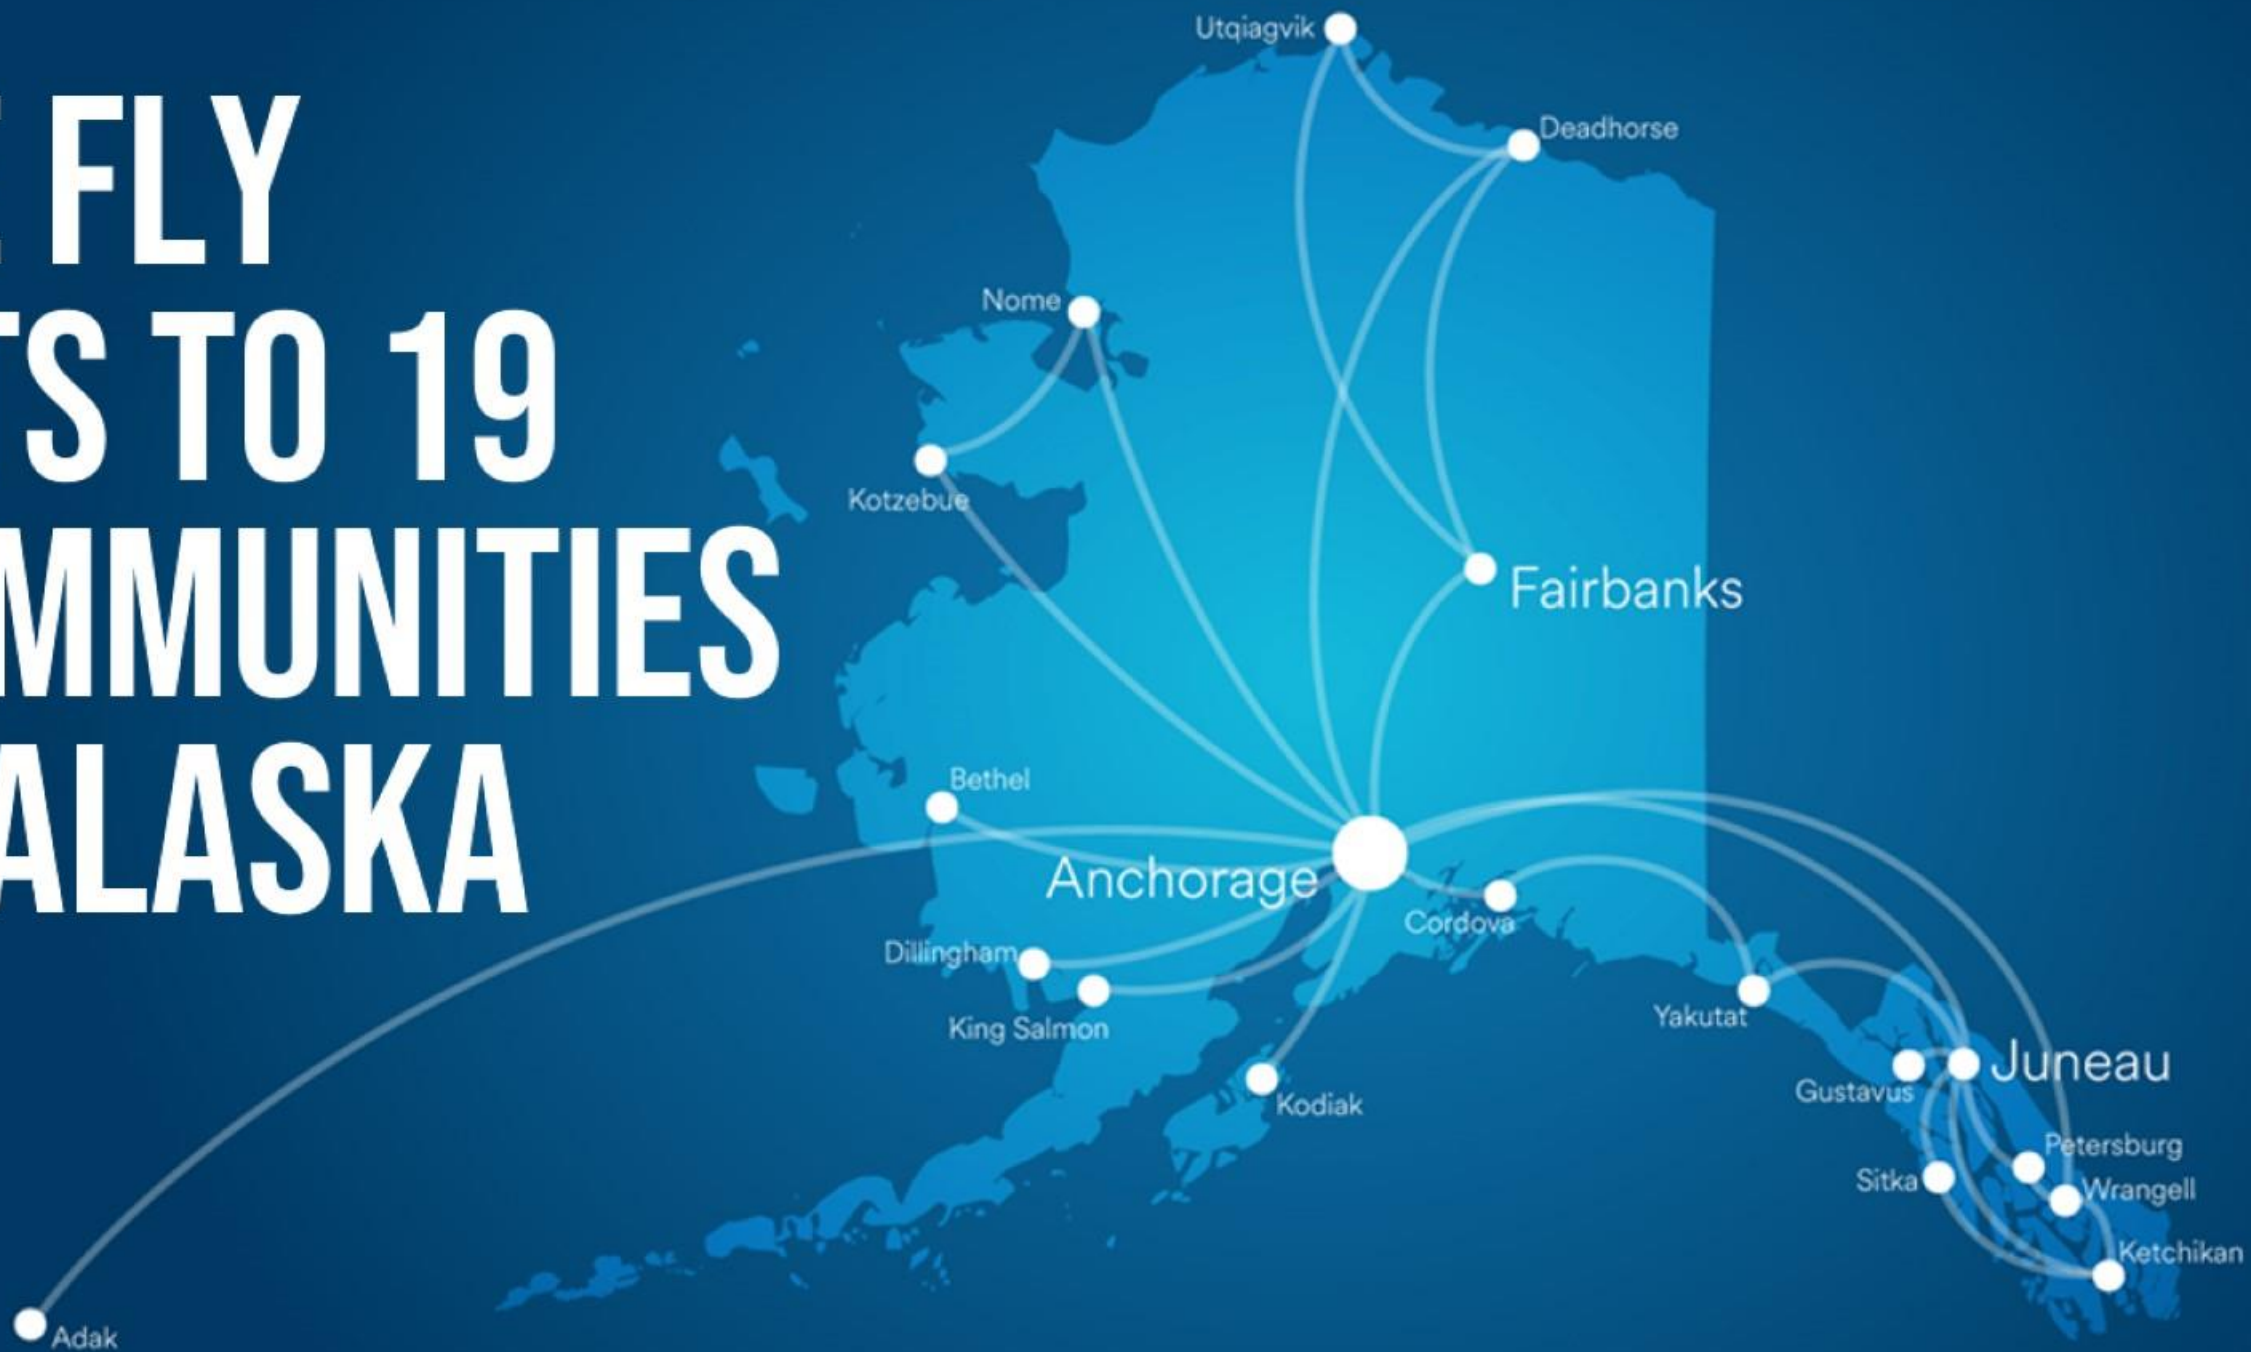 FLY
TS TO 19
MMUNITIES
ALASKA
Utqiagvik
Deadhorse
Nome
Kotzebue
Fairbanks
Bethel
Anchorage
Cordova
Dillingham
King Salmon
Yakutat
Kodiak
Juneau
Gustavus
Petersburg
Sitka
Wrangell
Ketchikan
Adak